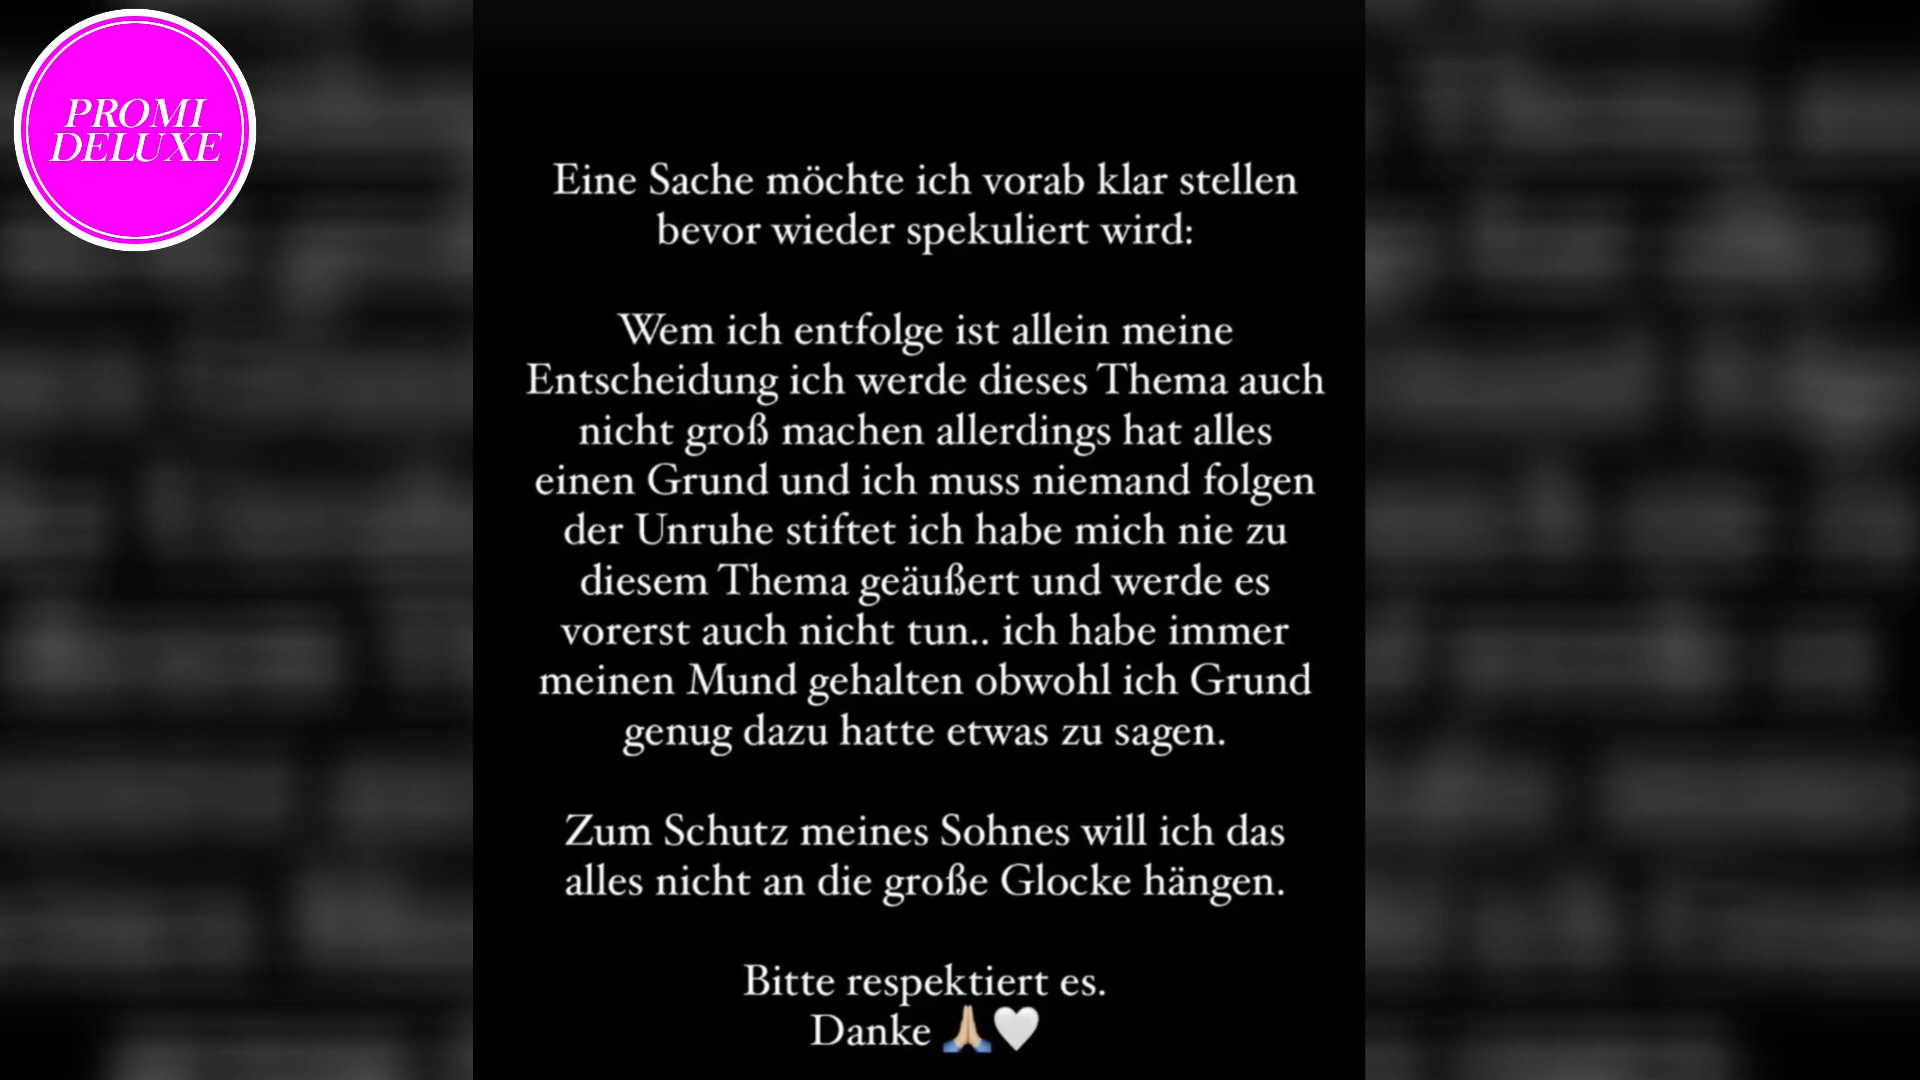 PROMI
DELUXE
Eine Sache möchte ich vorab klar stellen
bevor wieder spekuliert wird:
Wem ich entfolge ist allein meine
Entscheidung ich werde dieses Thema auch
nicht groß machen allerdings hat alles
einen Grund und ich muss niemand folgen
der Unruhe stiftet ich habe mich nie zu
diesem Thema geäußert und werde es
vorerst auch nicht tun.. ich habe immer
meinen Mund gehalten obwohl ich Grund
genug dazu hatte etwas zu sagen.
Zum Schutz meines Sohnes will ich das
alles nicht an die große Glocke hängen.
Bitte respektiert es.
Danke 🙏🏼🤍